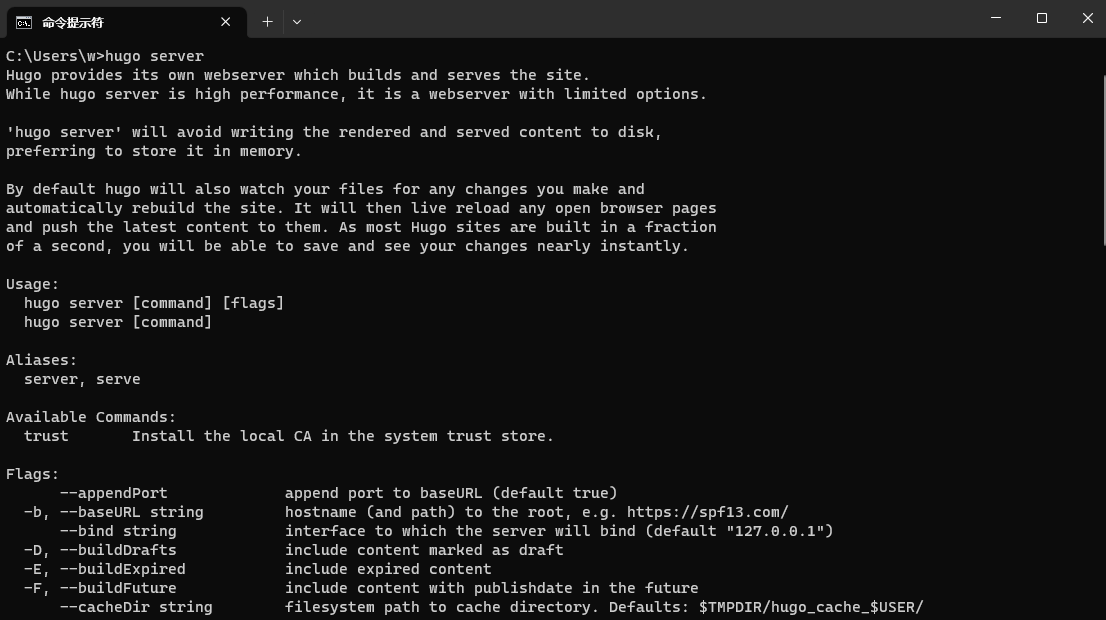 命令提示符
C:\Users\w>hugo server
Hugo provides its own webserver which builds and serves the site.
While hugo server is high performance, it is a webserver with limited options.
'hugo server' will avoid writing the rendered and served content to disk,
preferring to store it in memory.
By default hugo will also watch your files for any changes you make and
automatically rebuild the site. It will then live reload any open browser pages
and push the latest content to them. As most Hugo sites are built in a fraction
of a second, you will be able to save and see your changes nearly instantly.
Usage:
hugo server [command] [flags]
hugo server [command]
Aliases:
server, serve
Available Commands:
trust       Install the local CA in the system trust store.
Flags:
--appendPort             append port to baseURL (default true)
-b, --baseURL string         hostname (and path) to the root, e.g. https://spf13.com/
--bind string            interface to which the server will bind (default "127.0.0.1")
-D, --buildDrafts            include content marked as draft
-E, --buildExpired           include expired content
-F, --buildFuture            include content with publishdate in the future
--cacheDir string        filesystem path to cache directory. Defaults: $TMPDIR/hugo_cache_$USER/